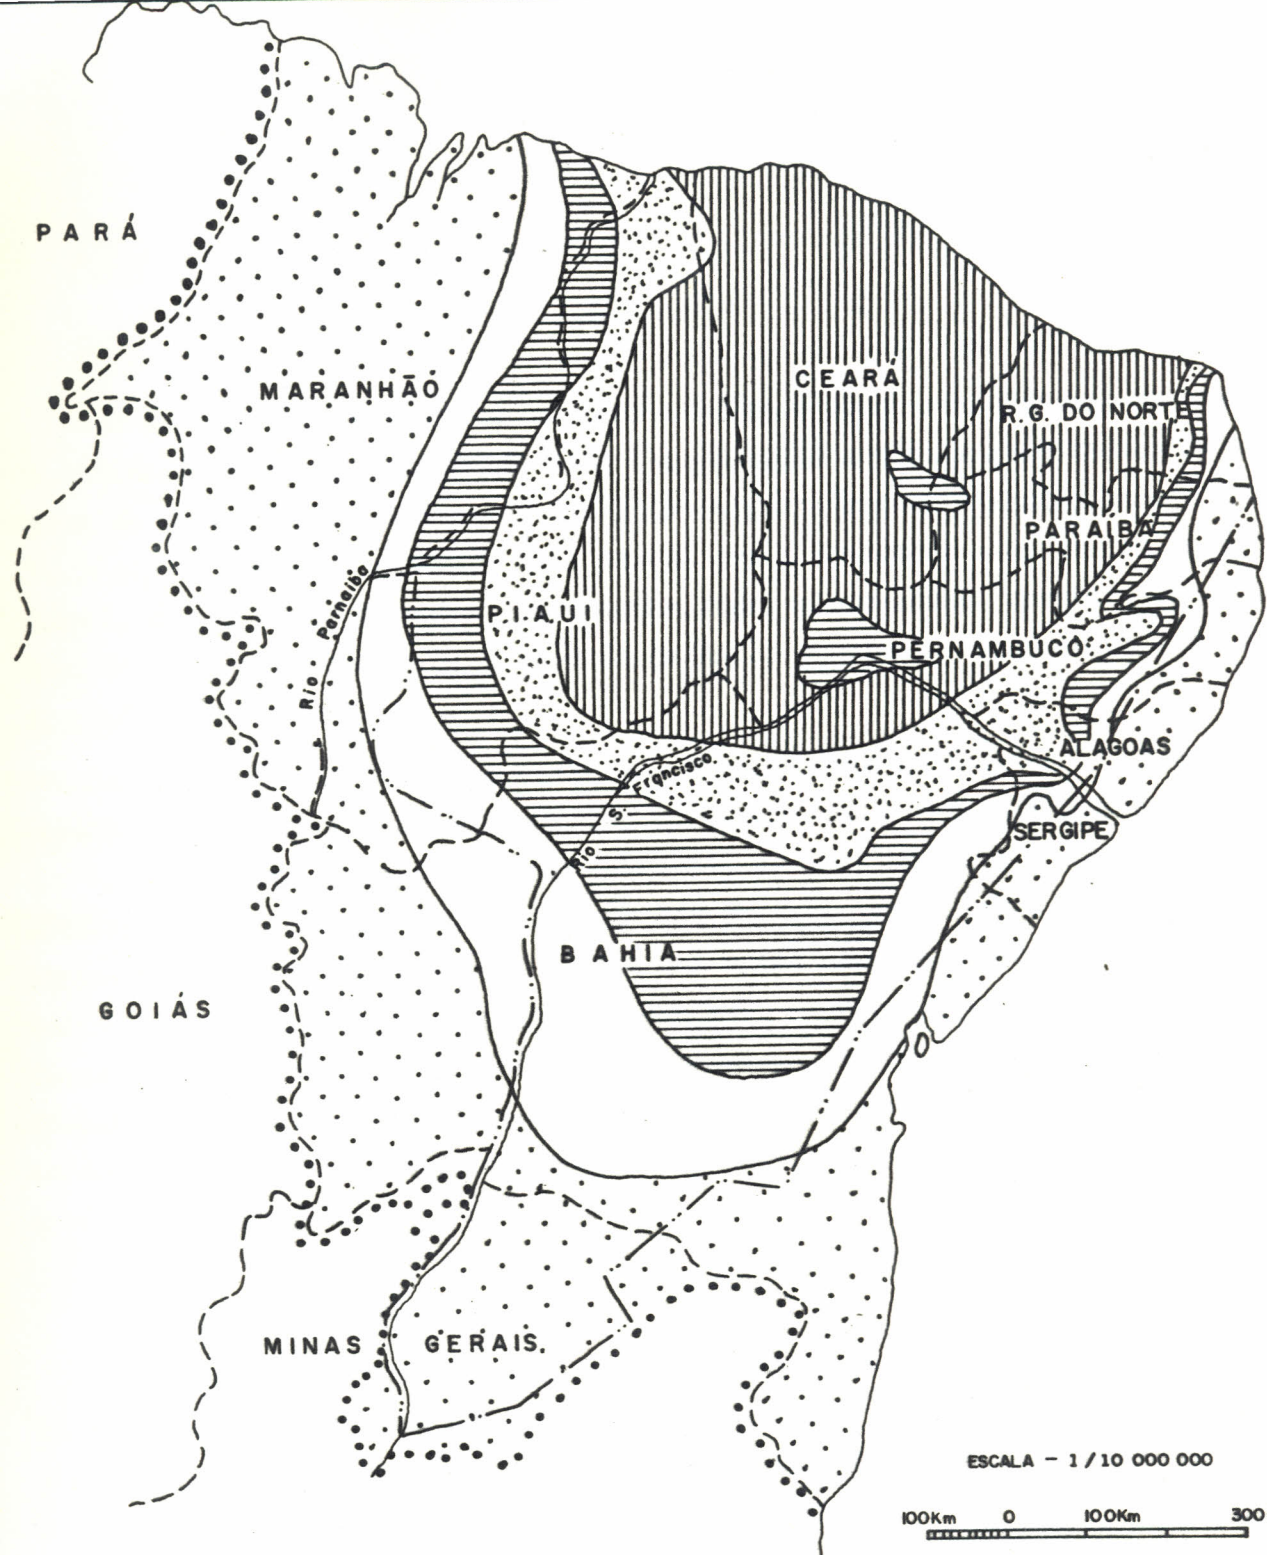 PARÁ
MARANHÃO
CEARÁ
R.G. DO NORTE
PARAIBA
Rio Parnaiba
PIAUI
PERNAMBUCO
ALAGOAS
Rio S. Francisco
SERGIPE
BAHIA
GOIÁS
MINAS GERAIS
ESCALA - 1/10 000 000
100Km 0 100Km 300